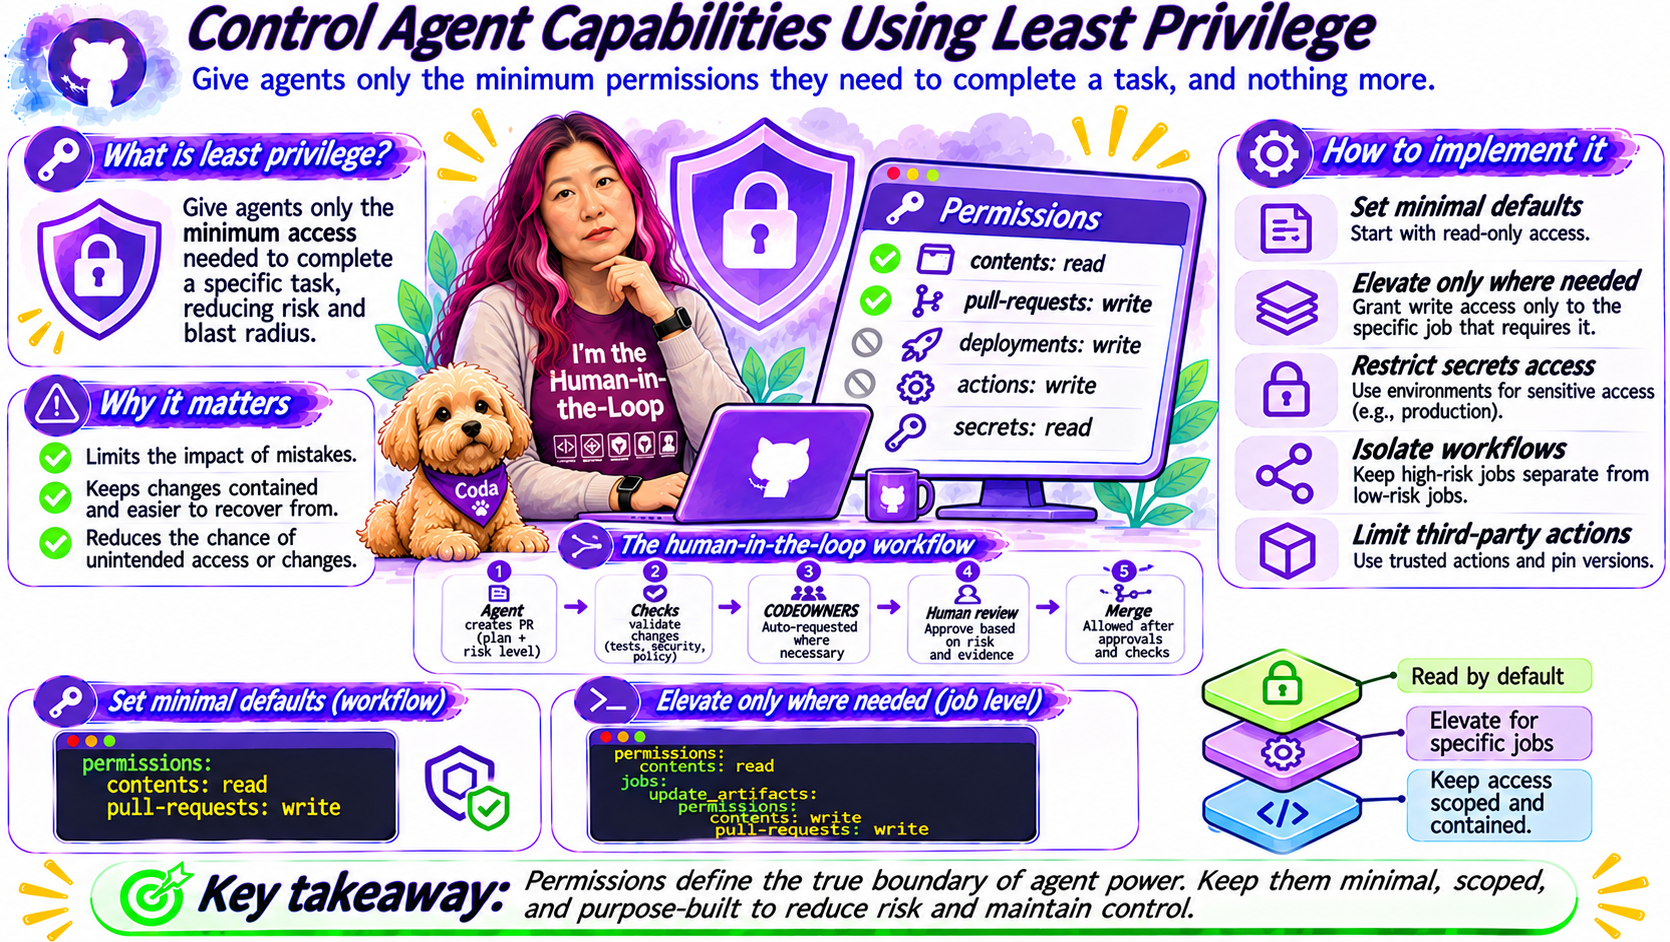 Control Agent Capabilities Using Least Privilege
Give agents only the minimum permissions they need to complete a task, and nothing more.
What is least privilege?
Give agents only the
minimum access
needed to complete
a specific task,
reducing risk and
blast radius.
Why it matters
Limits the impact of mistakes.
Keeps changes contained
and easier to recover from.
Reduces the chance of
unintended access or changes.
I'm the
Human-in-
the-Loop
Coda
Permissions
contents: read
pull-requests: write
deployments: write
actions: write
secrets: read
How to implement it
Set minimal defaults
Start with read-only access.
Elevate only where needed
Grant write access only to the
specific job that requires it.
Restrict secrets access
Use environments for sensitive access
(e.g., production).
Isolate workflows
Keep high-risk jobs separate from
low-risk jobs.
Limit third-party actions
Use trusted actions and pin versions.
The human-in-the-loop workflow
1
Agent
creates PR
(plan +
risk level)
2
Checks
validate
changes
(tests, security,
policy)
3
CODEOWNERS
Auto-requested
where
necessary
4
Human review
Approve based
on risk
and evidence
5
Merge
Allowed after
approvals
and checks
Set minimal defaults (workflow)
permissions:
contents: read
pull-requests: write
Elevate only where needed (job level)
permissions:
contents: read
jobs:
update_artifacts:
permissions:
contents: write
pull-requests: write
Read by default
Elevate for
specific jobs
Keep access
scoped and
contained.
Key takeaway:
Permissions define the true boundary of agent power. Keep them minimal, scoped,
and purpose-built to reduce risk and maintain control.